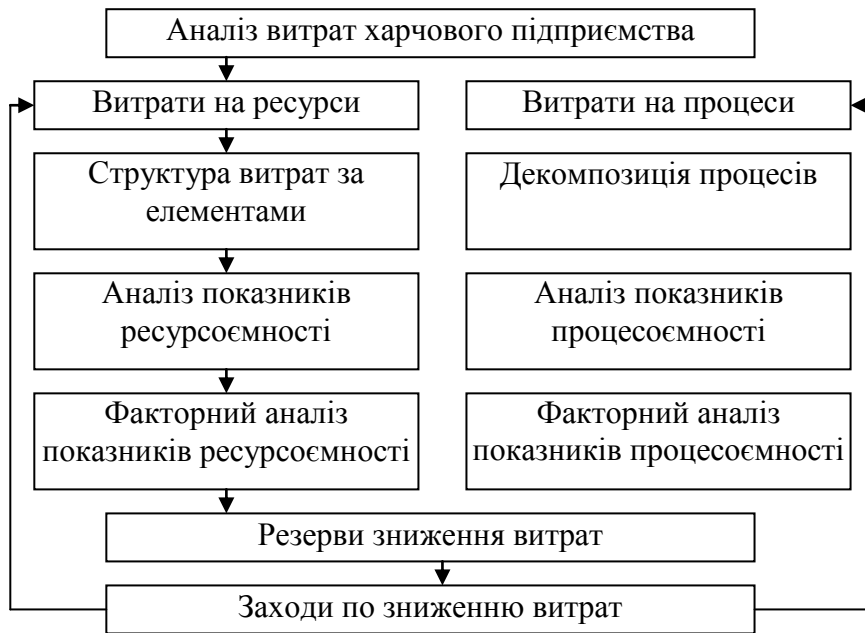 Аналіз витрат харчового підприємства
Витрати на ресурси
Витрати на процеси
Структура витрат за
елементами
Декомпозиція процесів
Аналіз показників
ресурсоємності
Аналіз показників
процесоємності
Факторний аналіз
показників ресурсоємності
Факторний аналіз
показників процесоємності
Резерви зниження витрат
Заходи по зниженню витрат